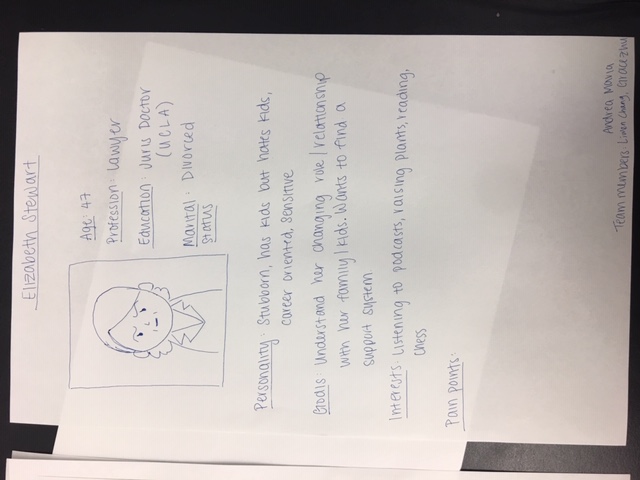 Elizabeth Stewart
Age: 47
Profession: Lawyer
Education: Juris Doctor
(UCLA)
Marital: Divorced
Status
Personality: Stubborn, has kids but hates kids,
career oriented, sensitive
Goals: Understand her changing role/relationship
with her family/kids. Wants to find a
support system
Interests: Listening to podcasts, raising plants, reading,
chess
Pain points:
Andrea Maria
Team members: Limon Chang, Grace Zhu